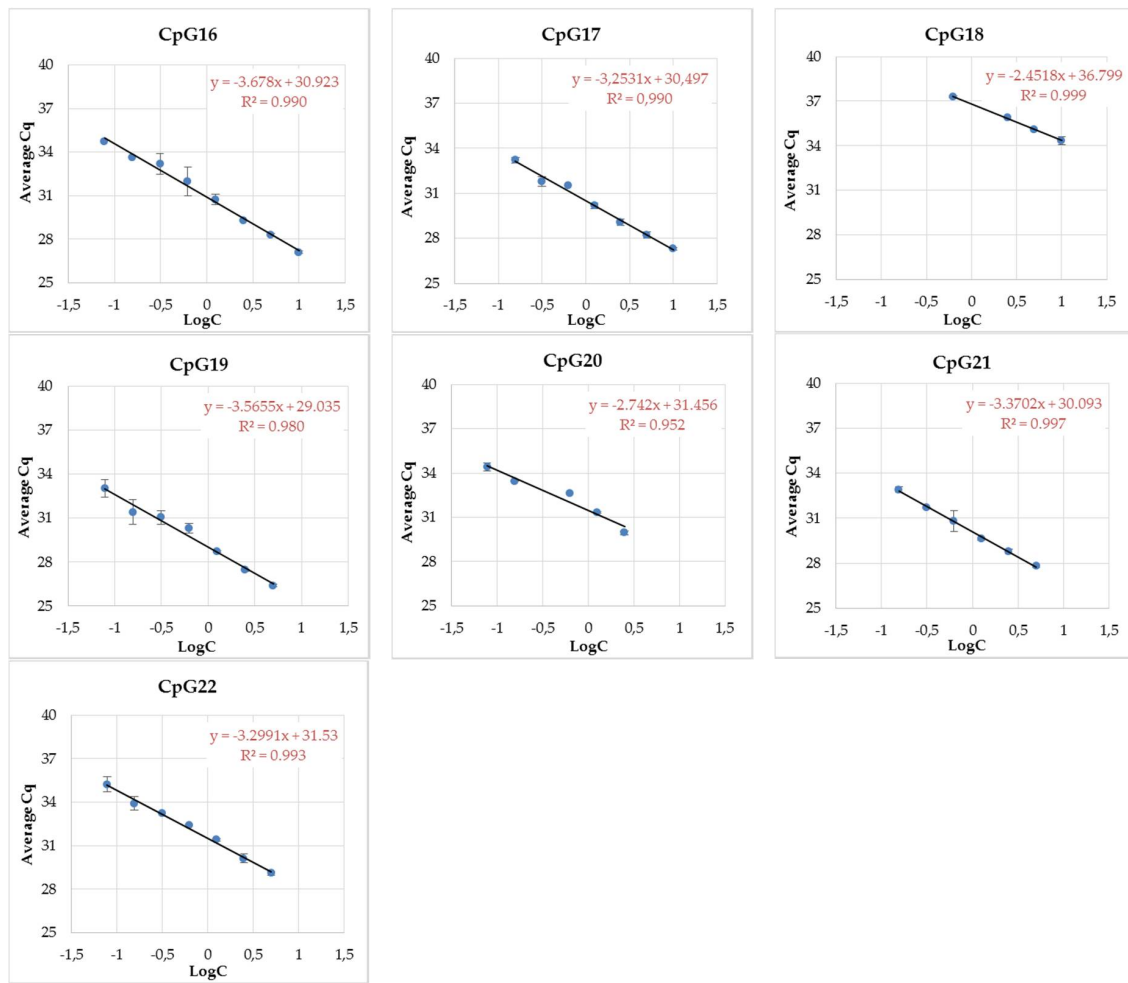 CpG16
y = -3.678x + 30.923
R² = 0.990
40
37
34
31
28
25
Average Cq
-1,5 -1 -0,5 0 0,5 1 1,5
LogC
CpG17
y = -3,2531x + 30,497
R² = 0,990
40
37
34
31
28
25
Average Cq
-1,5 -1 -0,5 0 0,5 1 1,5
LogC
CpG18
y = -2.4518x + 36.799
R² = 0.999
40
37
34
31
28
25
Average Cq
-1,5 -1 -0,5 0 0,5 1 1,5
LogC
CpG19
y = -3.5655x + 29.035
R² = 0.980
40
37
34
31
28
25
Average Cq
-1,5 -1 -0,5 0 0,5 1 1,5
LogC
CpG20
y = -2.742x + 31.456
R² = 0.952
40
37
34
31
28
25
Average Cq
-1,5 -1 -0,5 0 0,5 1 1,5
LogC
CpG21
y = -3.3702x + 30.093
R² = 0.997
40
37
34
31
28
25
Average Cq
-1,5 -1 -0,5 0 0,5 1 1,5
LogC
CpG22
y = -3.2991x + 31.53
R² = 0.993
40
37
34
31
28
25
Average Cq
-1,5 -1 -0,5 0 0,5 1 1,5
LogC